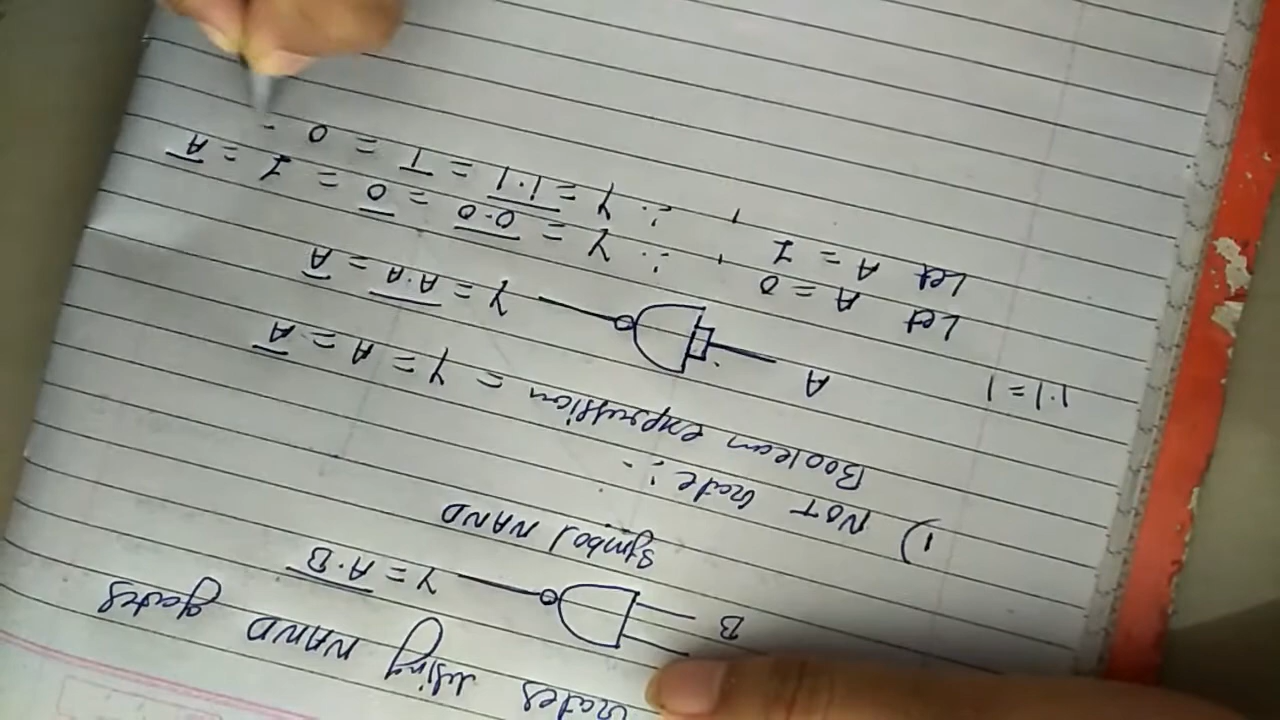 Gates using NAND gates
B Y = A̅·̅B̅
Symbol NAND
1) NOT Gate :-
Boolean expression = Y = A = A̅
1·1 = 1 A Y = A̅·̅A̅ = A̅
Let A = 0 , ∴ Y = 0̅·̅0̅ = 0̅ = 1 = A̅
Let A = 1 , ∴ Y = 1̅·̅1̅ = 1̅ = 0